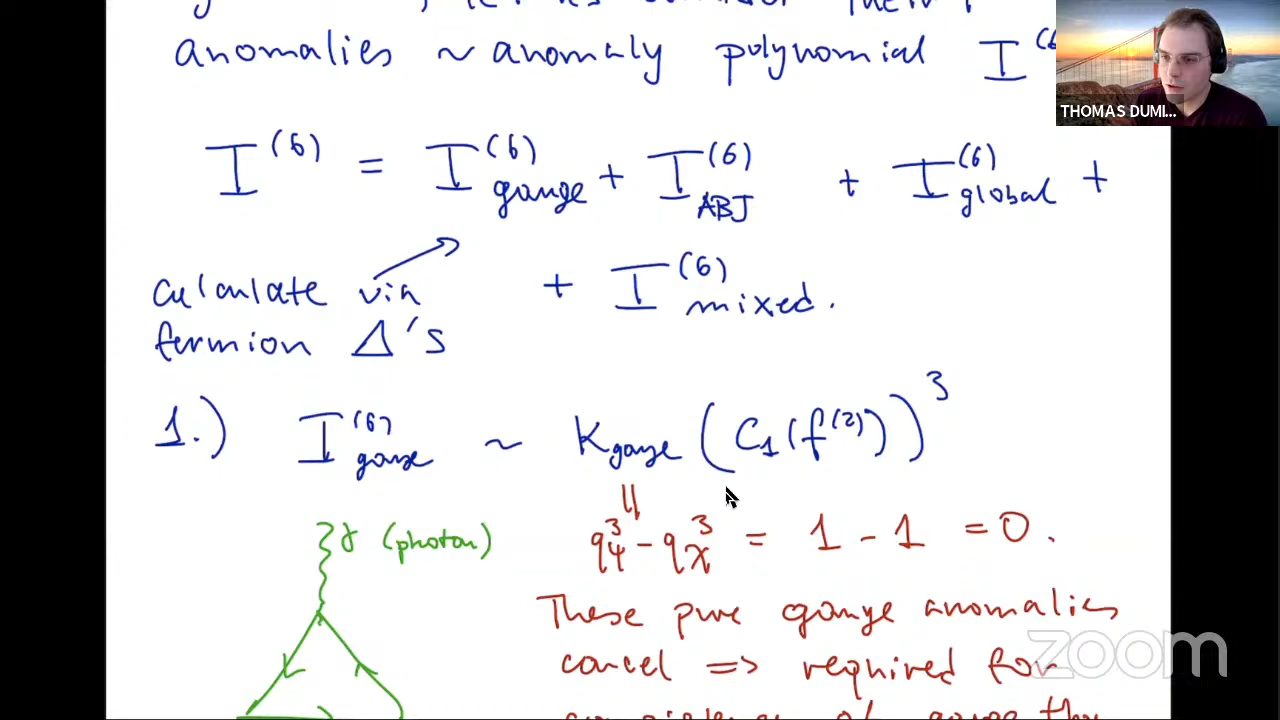 anomalies ~ anomaly polynomial I
THOMAS DUMI...
I^(6) = I^(6)_gauge + I^(6)_ABJ + I^(6)_global +
+ I^(6)_mixed.
calculate via
fermion Δ's
1.) I^(6)_gauge ~ K_gauge (C_1(f^(2)))^3
q_ψ^3 - q_χ^3 = 1 - 1 = 0.
γ (photon)
These pure gauge anomalies
cancel => required for
zoom